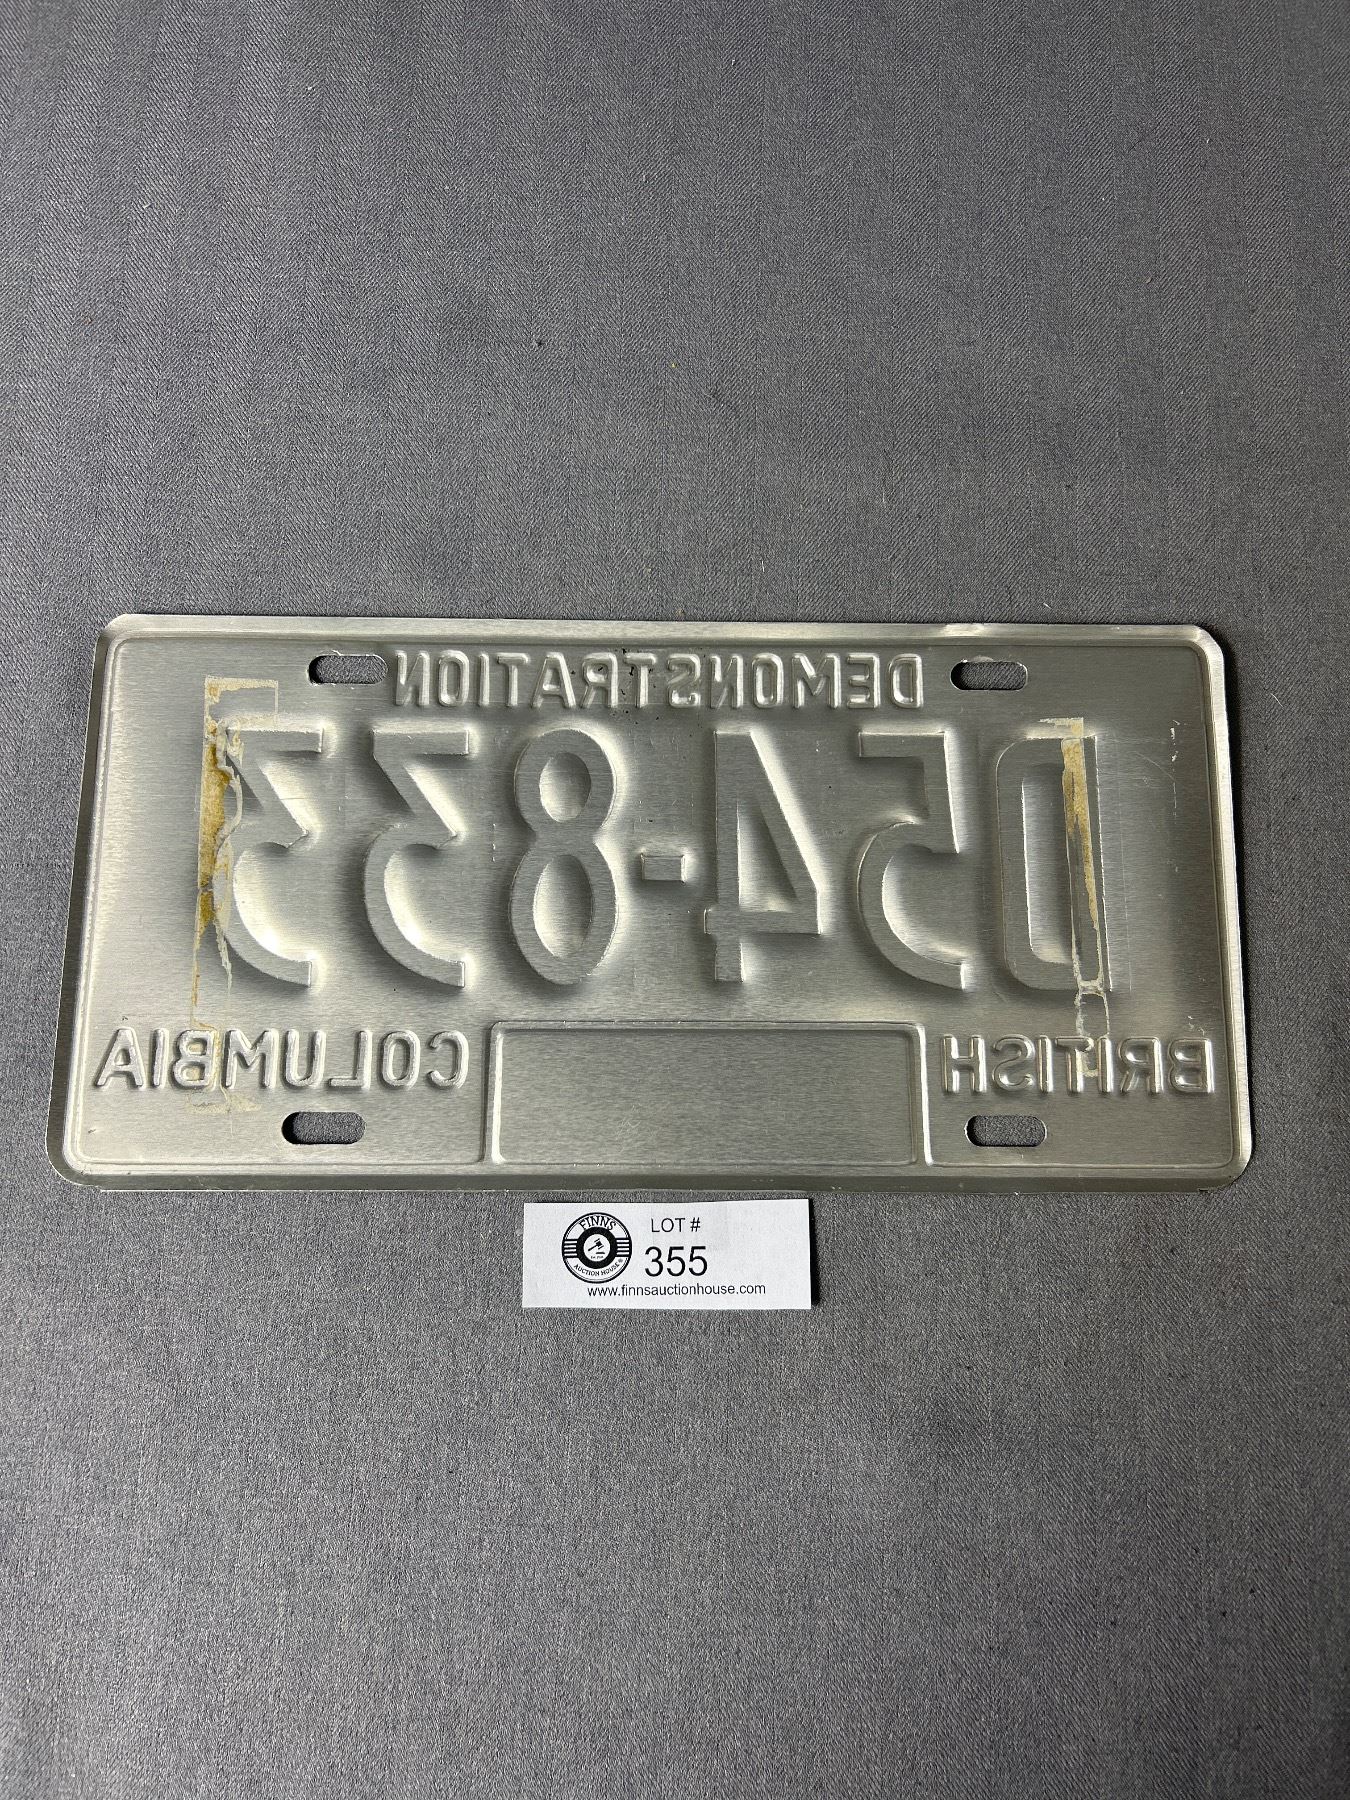 DEMONSTRATION
D54-833
BRITISH COLUMBIA
FINNS
AUCTION HOUSE
LOT #
355
www.finnsauctionhouse.com